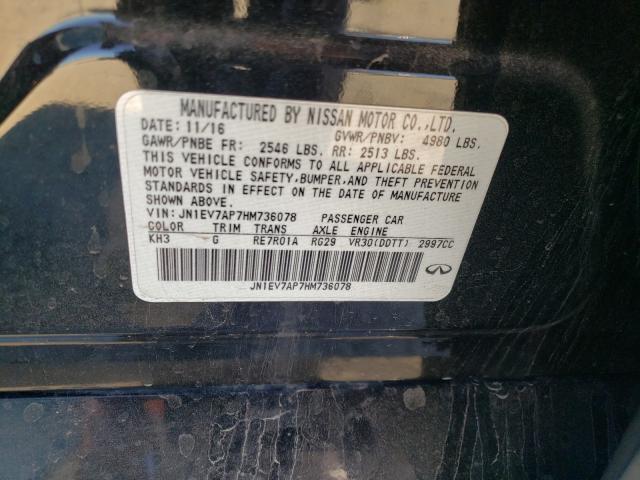 MANUFACTURED BY NISSAN MOTOR CO.,LTD.
DATE: 11/16 GVWR/PNBV: 4980 LBS.
GAWR/PNBE FR: 2546 LBS. RR: 2513 LBS.
THIS VEHICLE CONFORMS TO ALL APPLICABLE FEDERAL
MOTOR VEHICLE SAFETY,BUMPER,AND THEFT PREVENTION
STANDARDS IN EFFECT ON THE DATE OF MANUFACTURE
SHOWN ABOVE.
VIN: JN1EV7AP7HM736078 PASSENGER CAR
COLOR TRIM TRANS AXLE ENGINE
KH3 G RE7R01A RG29 VR30(DDTT) 2997CC
JN1EV7AP7HM736078